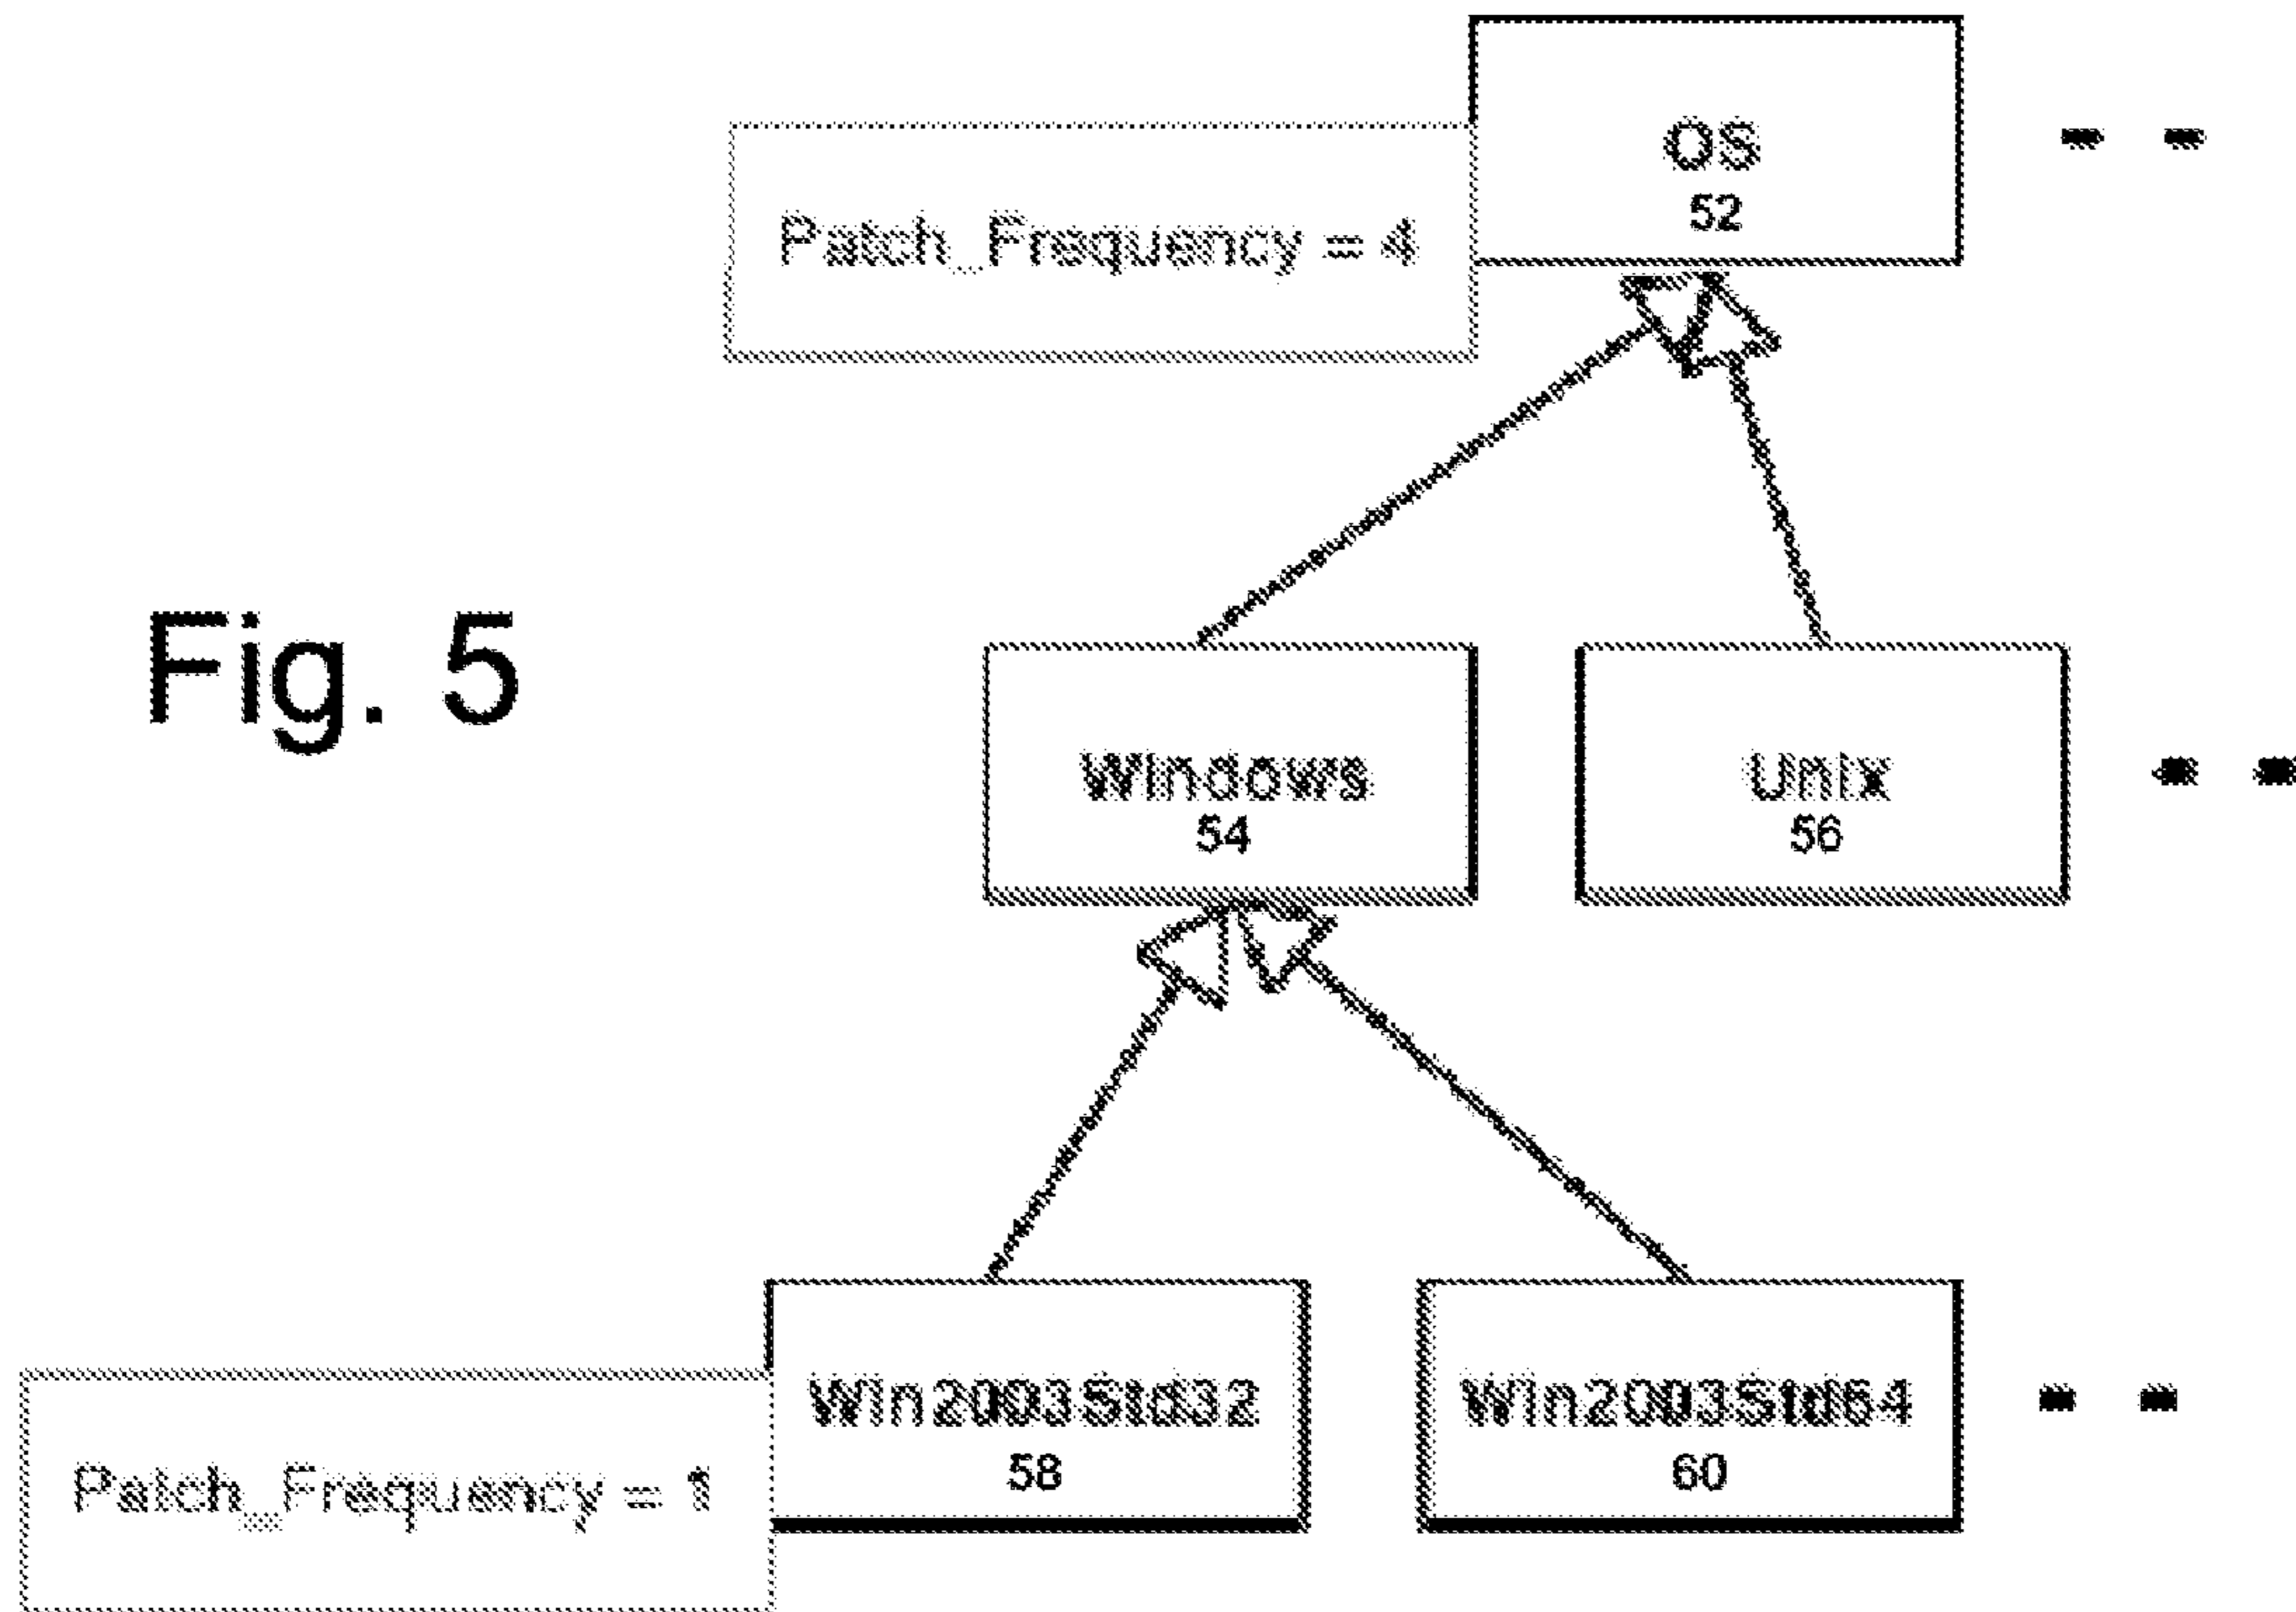 OS
52
Patch_Frequency = 4
Fig. 5
Windows
54
Unix
56
Win2003Std32
58
Win2003Std64
60
Patch_Frequency = 1